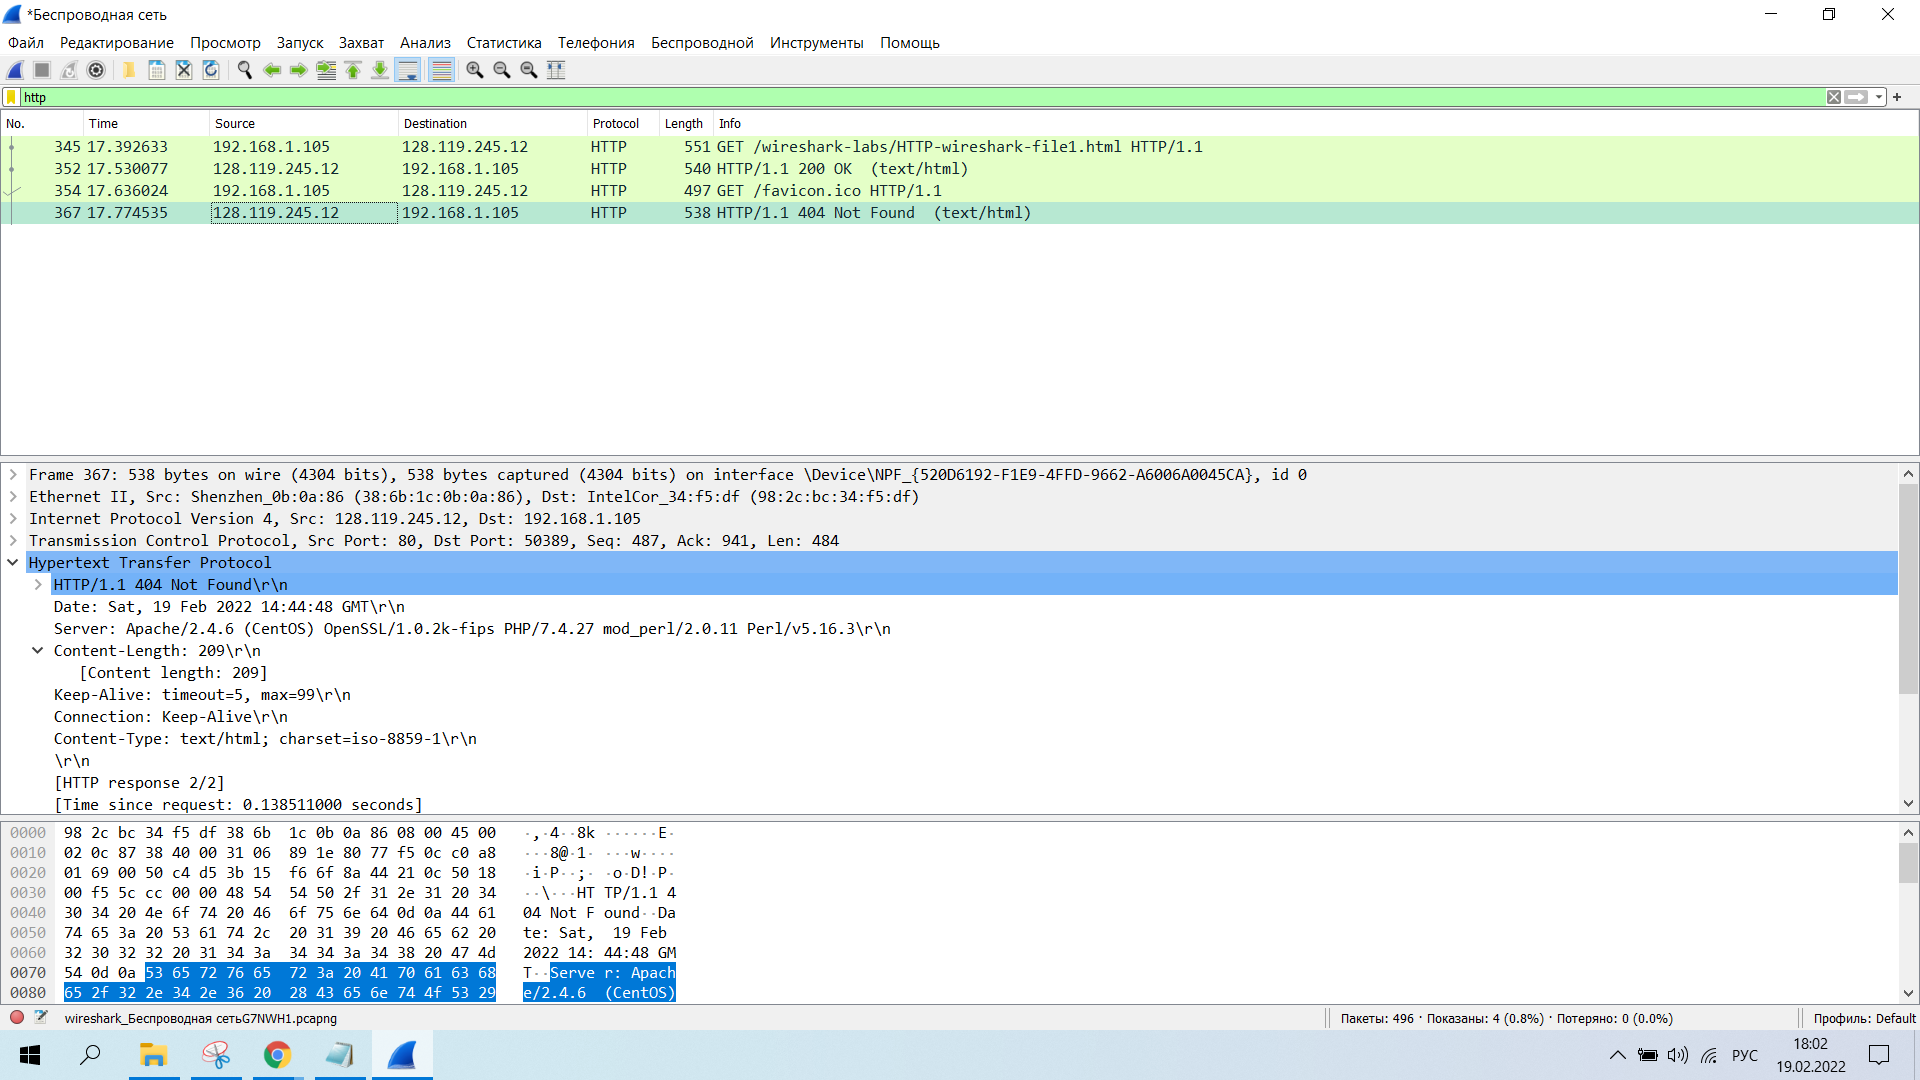 *Беспроводная сеть
Файл Редактирование Просмотр Запуск Захват Анализ Статистика Телефония Беспроводной Инструменты Помощь
http
No. Time Source Destination Protocol Length Info
345 17.392633 192.168.1.105 128.119.245.12 HTTP 551 GET /wireshark-labs/HTTP-wireshark-file1.html HTTP/1.1
352 17.530077 128.119.245.12 192.168.1.105 HTTP 540 HTTP/1.1 200 OK (text/html)
354 17.636024 192.168.1.105 128.119.245.12 HTTP 497 GET /favicon.ico HTTP/1.1
367 17.774535 128.119.245.12 192.168.1.105 HTTP 538 HTTP/1.1 404 Not Found (text/html)
Frame 367: 538 bytes on wire (4304 bits), 538 bytes captured (4304 bits) on interface \Device\NPF_{520D6192-F1E9-4FFD-9662-A6006A0045CA}, id 0
Ethernet II, Src: Shenzhen_0b:0a:86 (38:6b:1c:0b:0a:86), Dst: IntelCor_34:f5:df (98:2c:bc:34:f5:df)
Internet Protocol Version 4, Src: 128.119.245.12, Dst: 192.168.1.105
Transmission Control Protocol, Src Port: 80, Dst Port: 50389, Seq: 487, Ack: 941, Len: 484
Hypertext Transfer Protocol
HTTP/1.1 404 Not Found\r\n
Date: Sat, 19 Feb 2022 14:44:48 GMT\r\n
Server: Apache/2.4.6 (CentOS) OpenSSL/1.0.2k-fips PHP/7.4.27 mod_perl/2.0.11 Perl/v5.16.3\r\n
Content-Length: 209\r\n
[Content length: 209]
Keep-Alive: timeout=5, max=99\r\n
Connection: Keep-Alive\r\n
Content-Type: text/html; charset=iso-8859-1\r\n
\r\n
[HTTP response 2/2]
[Time since request: 0.138511000 seconds]
0000 98 2c bc 34 f5 df 38 6b 1c 0b 0a 86 08 00 45 00 ·,·4··8k ······E·
0010 02 0c 87 38 40 00 31 06 89 1e 80 77 f5 0c c0 a8 ···8@·1· ···w····
0020 01 69 00 50 c4 d5 3b 15 f6 6f 8a 44 21 0c 50 18 ·i·P··;· ·o·D!·P·
0030 00 f5 5c cc 00 00 48 54 54 50 2f 31 2e 31 20 34 ··\···HT TP/1.1 4
0040 30 34 20 4e 6f 74 20 46 6f 75 6e 64 0d 0a 44 61 04 Not F ound··Da
0050 74 65 3a 20 53 61 74 2c 20 31 39 20 46 65 62 20 te: Sat, 19 Feb
0060 32 30 32 32 20 31 34 3a 34 34 3a 34 38 20 47 4d 2022 14: 44:48 GM
0070 54 0d 0a 53 65 72 76 65 72 3a 20 41 70 61 63 68 T··Serve r: Apach
0080 65 2f 32 2e 34 2e 36 20 28 43 65 6e 74 4f 53 29 e/2.4.6 (CentOS)
wireshark_Беспроводная сетьG7NWH1.pcapng
Пакеты: 496 · Показаны: 4 (0.8%) · Потеряно: 0 (0.0%)
Профиль: Default
РУС
18:02
19.02.2022